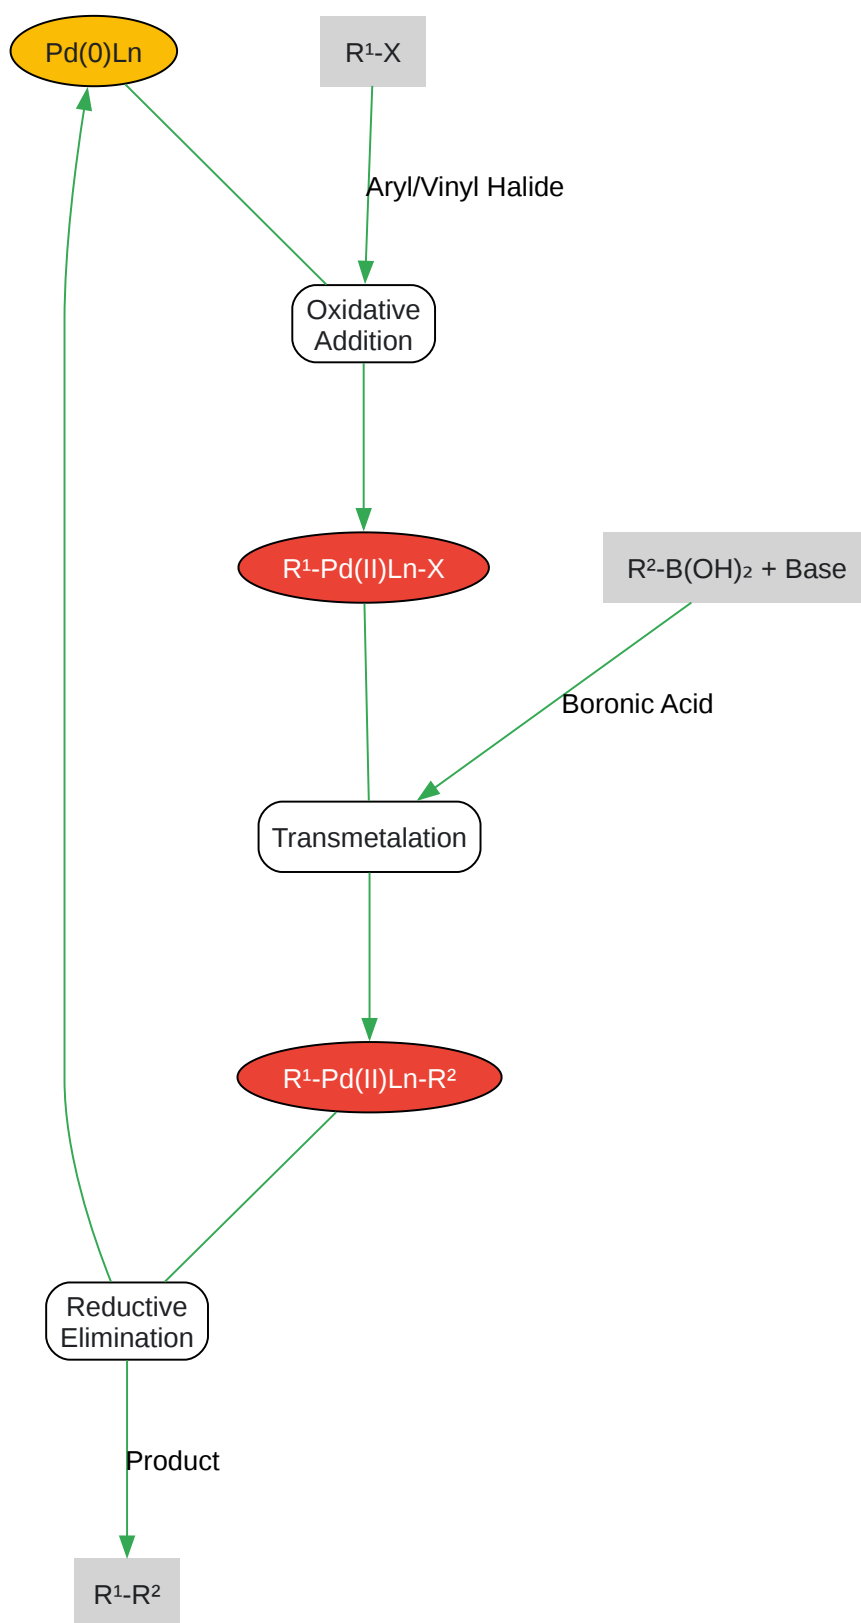 Pd(0)Ln
R¹-X
Aryl/Vinyl Halide
Oxidative
Addition
R¹-Pd(II)Ln-X
R²-B(OH)₂ + Base
Boronic Acid
Transmetalation
R¹-Pd(II)Ln-R²
Reductive
Elimination
Product
R¹-R²